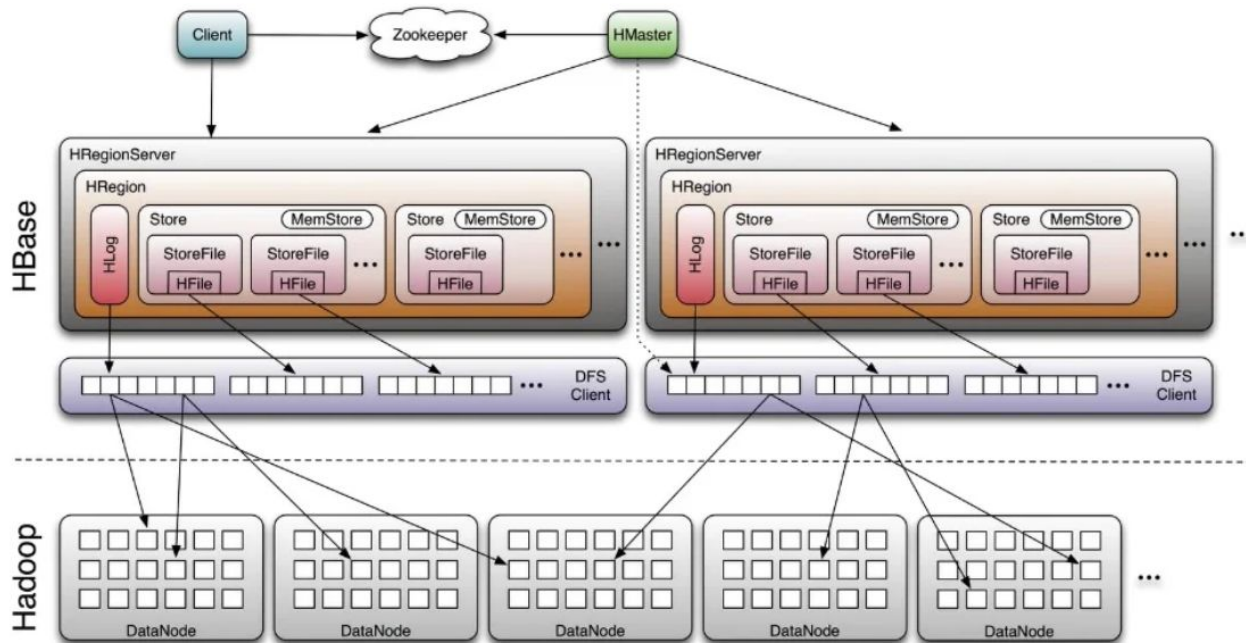 Client
Zookeeper
HMaster
HBase
HRegionServer
HRegion
HLog
Store
MemStore
StoreFile
HFile
StoreFile
HFile
...
Store
MemStore
StoreFile
HFile
...
...
HRegionServer
HRegion
HLog
Store
MemStore
StoreFile
HFile
StoreFile
HFile
...
Store
MemStore
StoreFile
HFile
...
...
...
...
DFS
Client
...
DFS
Client
Hadoop
DataNode
DataNode
DataNode
DataNode
DataNode
...